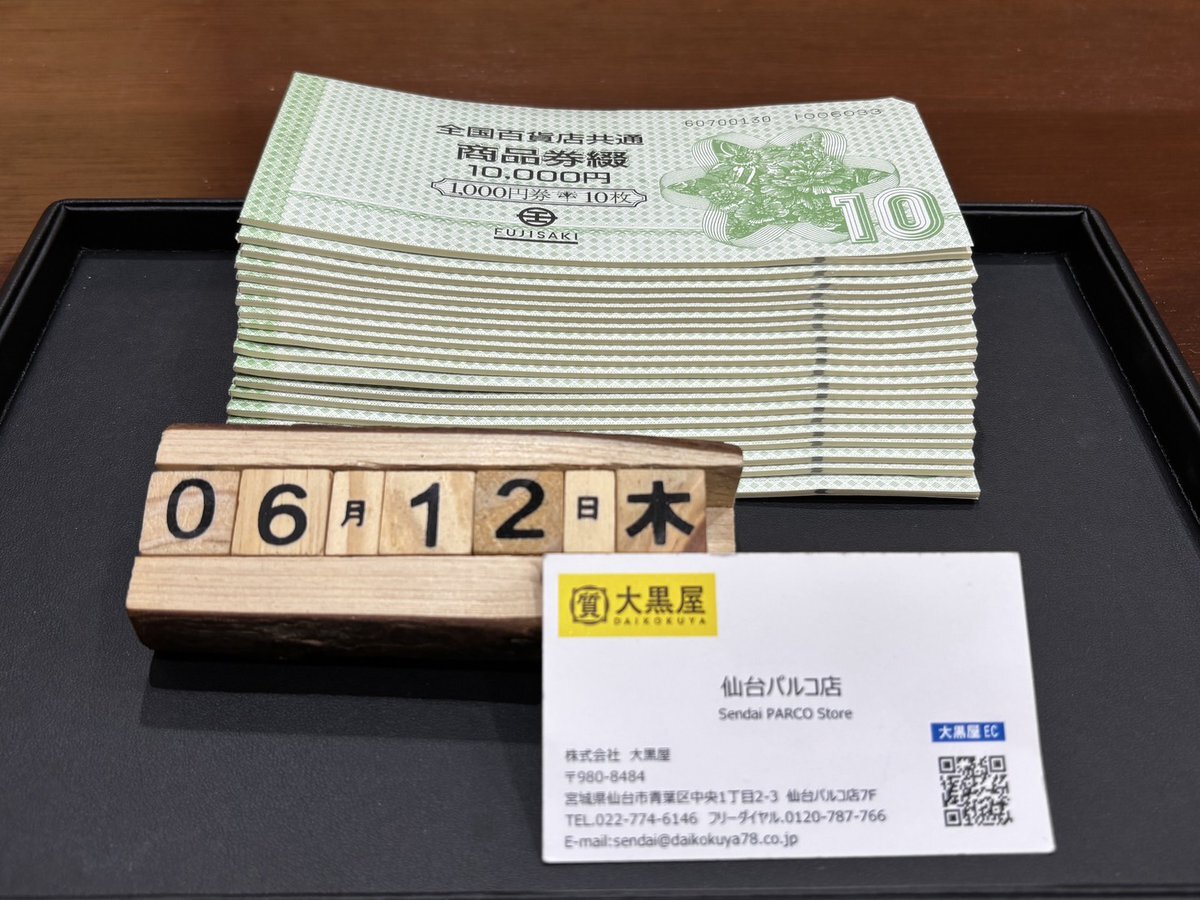 60700130 F006093
全国百貨店共通
商品券綴
10,000円
1,000円券 10枚
FUJISAKI
10
06月12日木
質 大黒屋
DAIKOKUYA
仙台パルコ店
Sendai PARCO Store
大黒屋 EC
株式会社 大黒屋
〒980-8484
宮城県仙台市青葉区中央1丁目2-3 仙台パルコ店7F
TEL.022-774-6146 フリーダイヤル.0120-787-766
E-mail:sendai@daikokuya78.co.jp